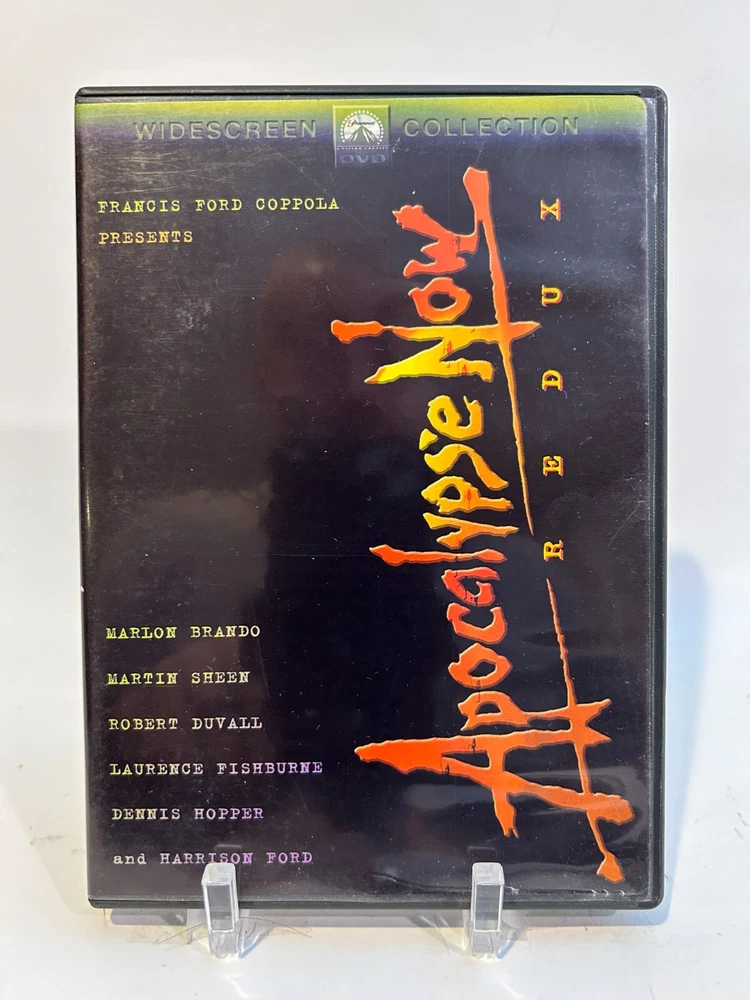 WIDESCREEN COLLECTION
Paramount
DVD
FRANCIS FORD COPPOLA
PRESENTS
Apocalypse Now
REDUX
MARLON BRANDO
MARTIN SHEEN
ROBERT DUVALL
LAURENCE FISHBURNE
DENNIS HOPPER
and HARRISON FORD